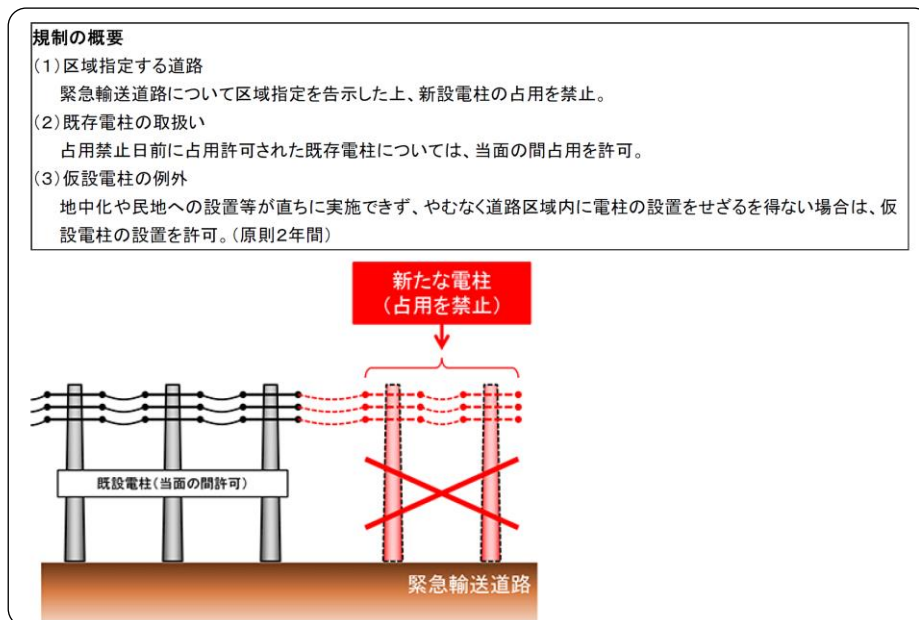 規制の概要
(1)区域指定する道路
緊急輸送道路について区域指定を告示した上、新設電柱の占用を禁止。
(2)既存電柱の取扱い
占用禁止日前に占用許可された既存電柱については、当面の間占用を許可。
(3)仮設電柱の例外
地中化や民地への設置等が直ちに実施できず、やむなく道路区域内に電柱の設置をせざるを得ない場合は、仮
設電柱の設置を許可。(原則2年間)
新たな電柱
(占用を禁止)
既設電柱(当面の間許可)
緊急輸送道路